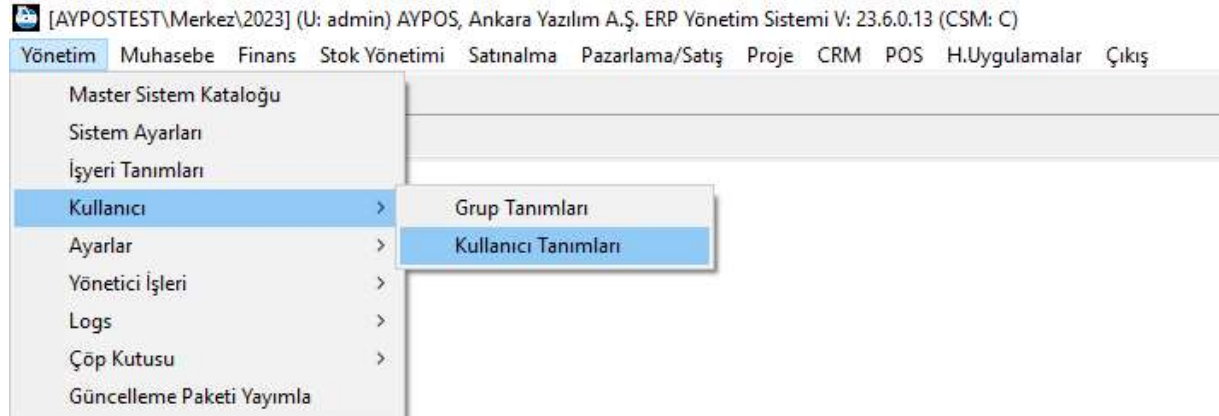 [AYPOSTEST\Merkez\2023] (U: admin) AYPOS, Ankara Yazılım A.Ş. ERP Yönetim Sistemi V: 23.6.0.13 (CSM: C)
Yönetim Muhasebe Finans Stok Yönetimi Satınalma Pazarlama/Satış Proje CRM POS H.Uygulamalar Çıkış
Master Sistem Kataloğu
Sistem Ayarları
İşyeri Tanımları
Kullanıcı > Grup Tanımları
Ayarlar > Kullanıcı Tanımları
Yönetici İşleri >
Logs >
Çöp Kutusu >
Güncelleme Paketi Yayımla